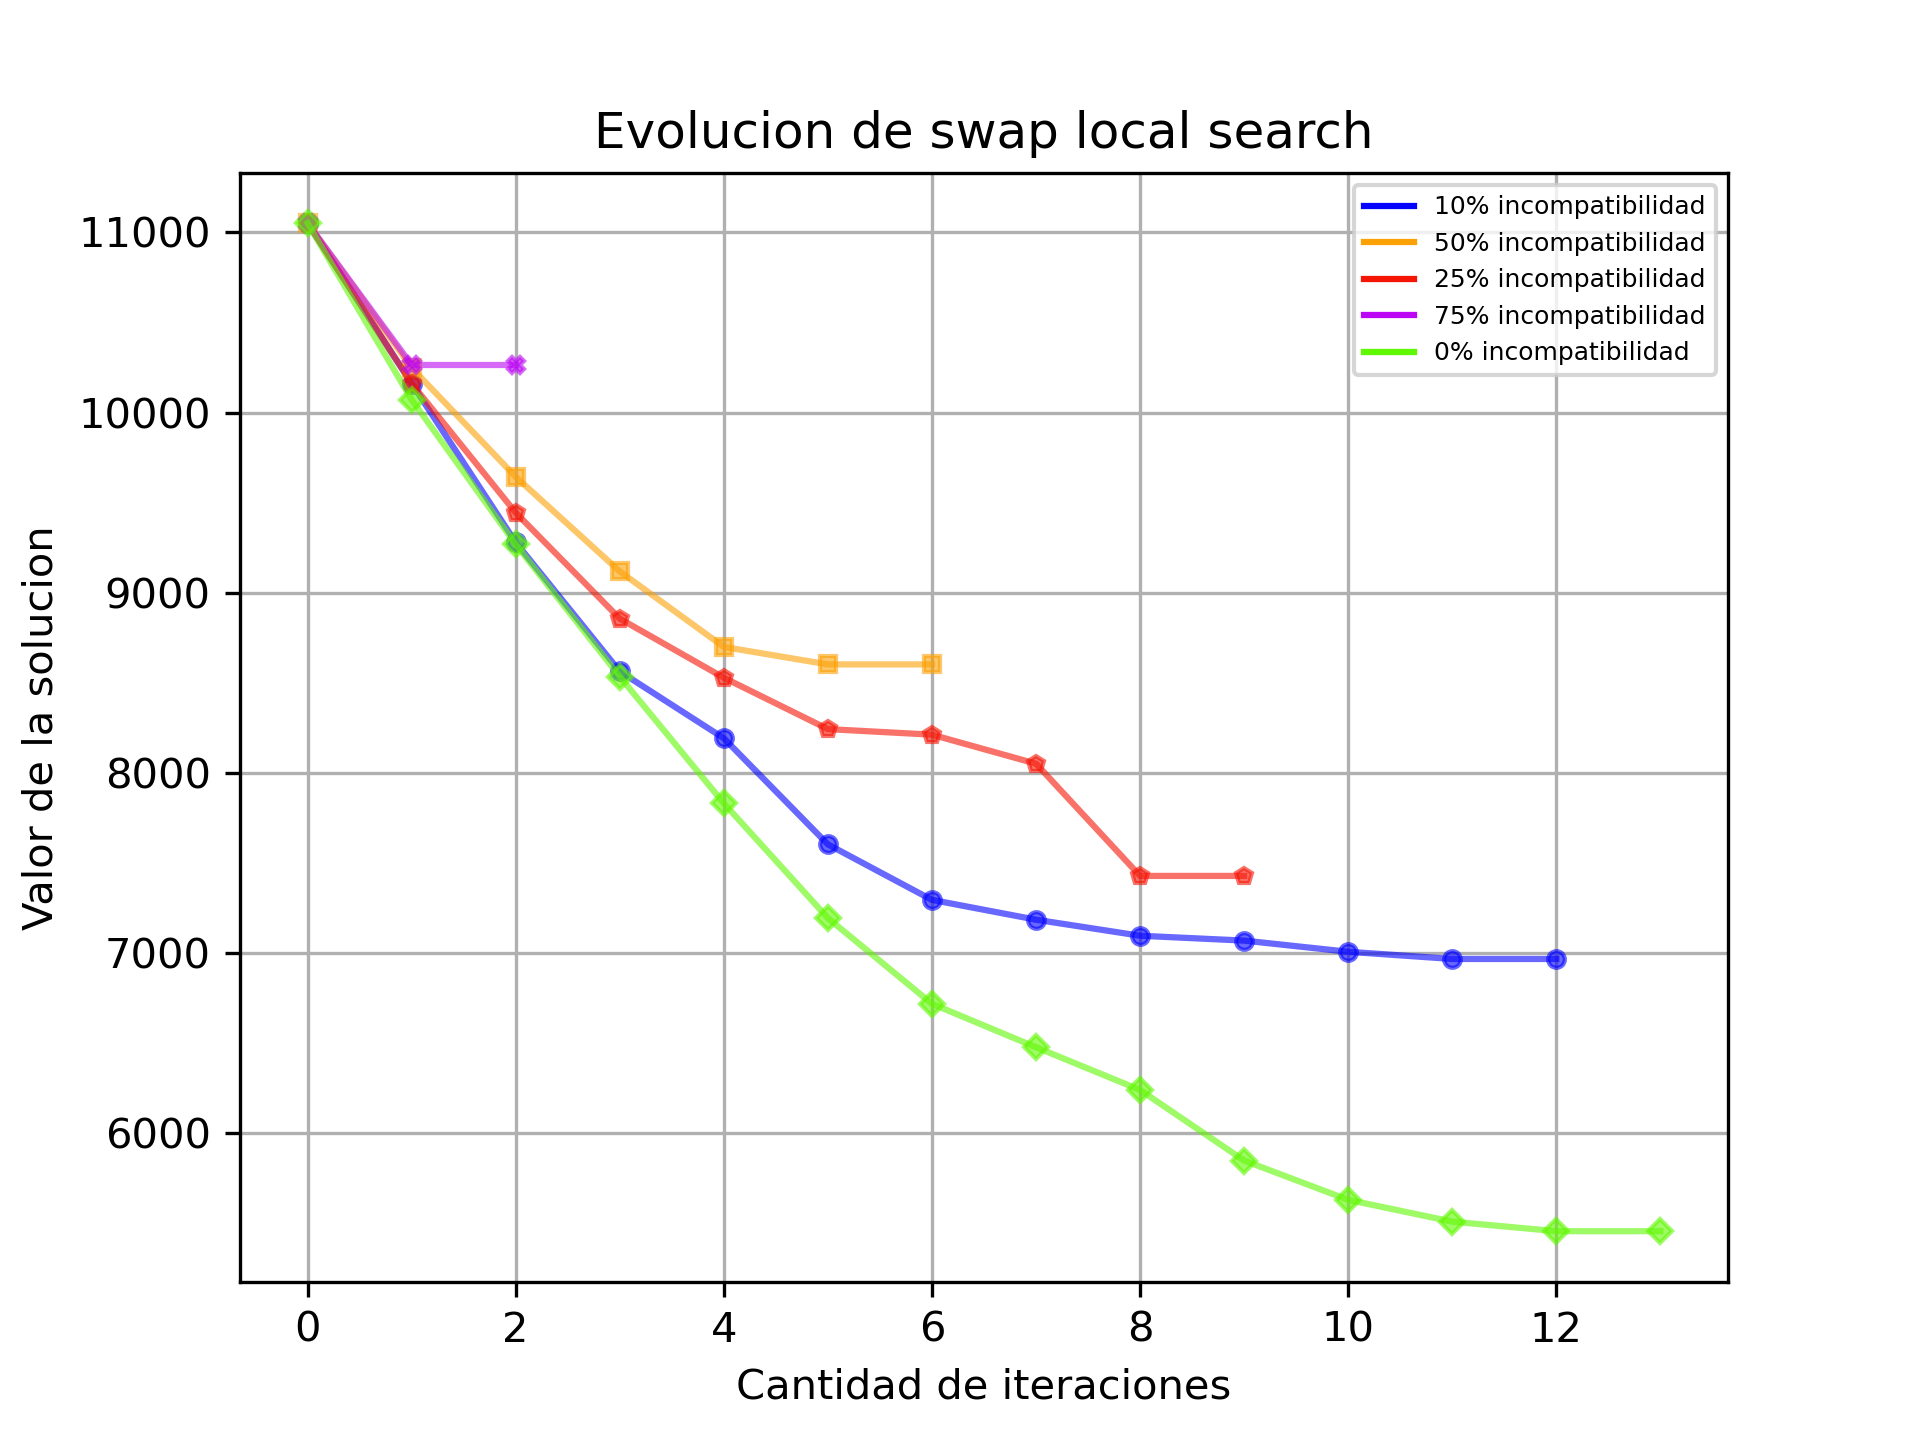 Evolucion de swap local search
11000
10000
9000
8000
7000
6000
Valor de la solucion
10% incompatibilidad
50% incompatibilidad
25% incompatibilidad
75% incompatibilidad
0% incompatibilidad
0 2 4 6 8 10 12
Cantidad de iteraciones